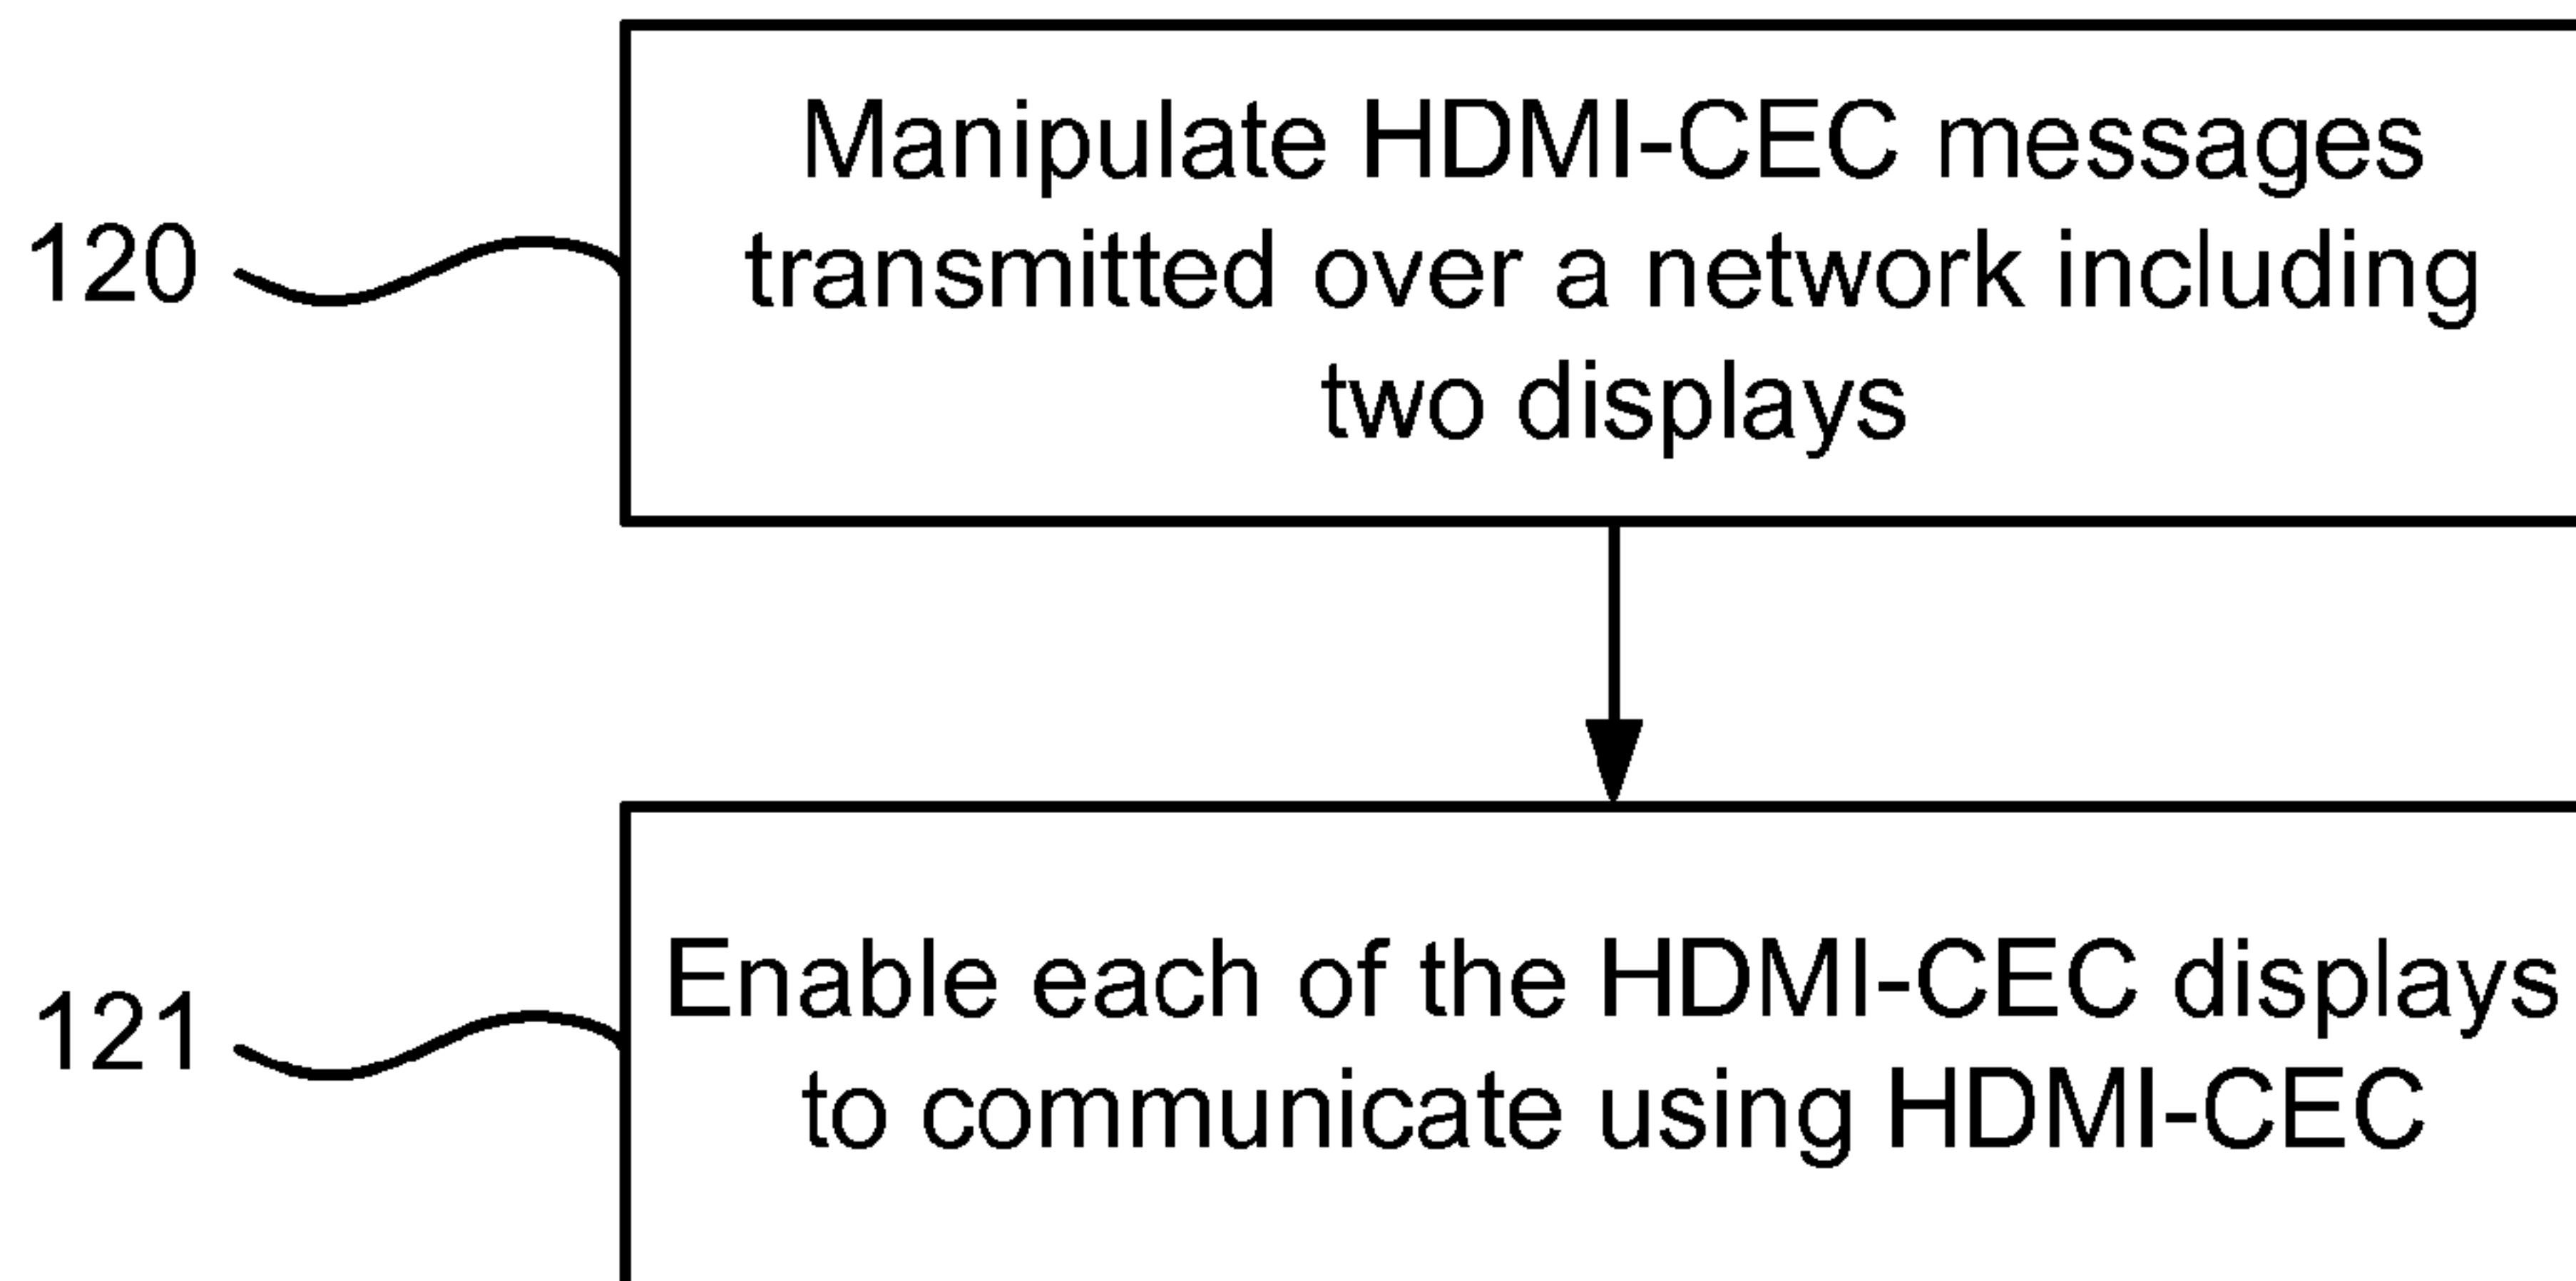 Manipulate HDMI-CEC messages
120
transmitted over a network including
two displays
Enable each of the HDMI-CEC displays
121
to communicate using HDMI-CEC